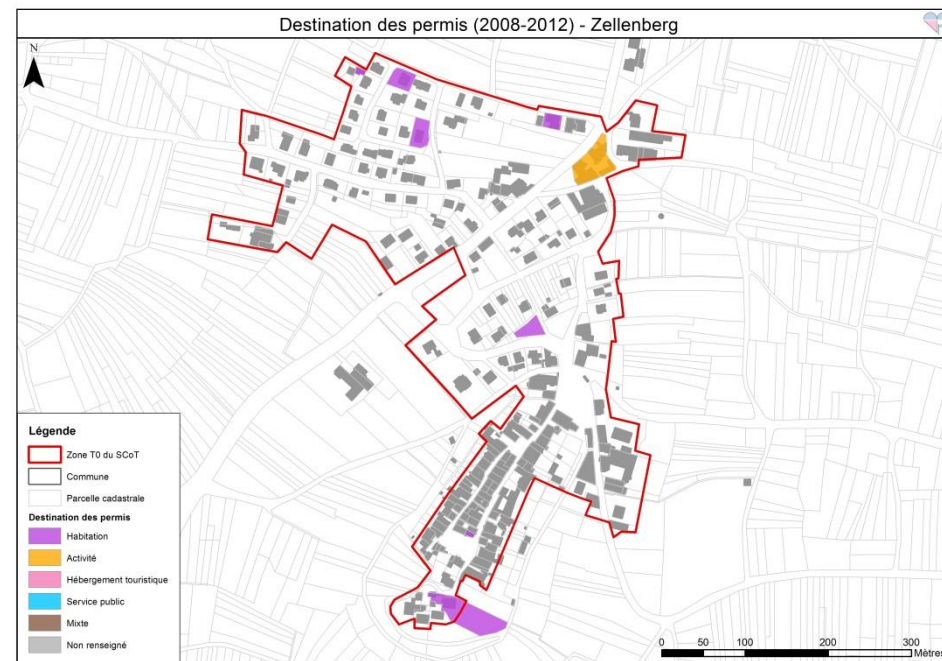 Destination des permis (2008-2012) - Zellenberg
N
Légende
Zone T0 du SCoT
Commune
Parcelle cadastrale
Destination des permis
Habitation
Activité
Hébergement touristique
Service public
Mixte
Non renseigné
0 50 100 200 300
Mètres